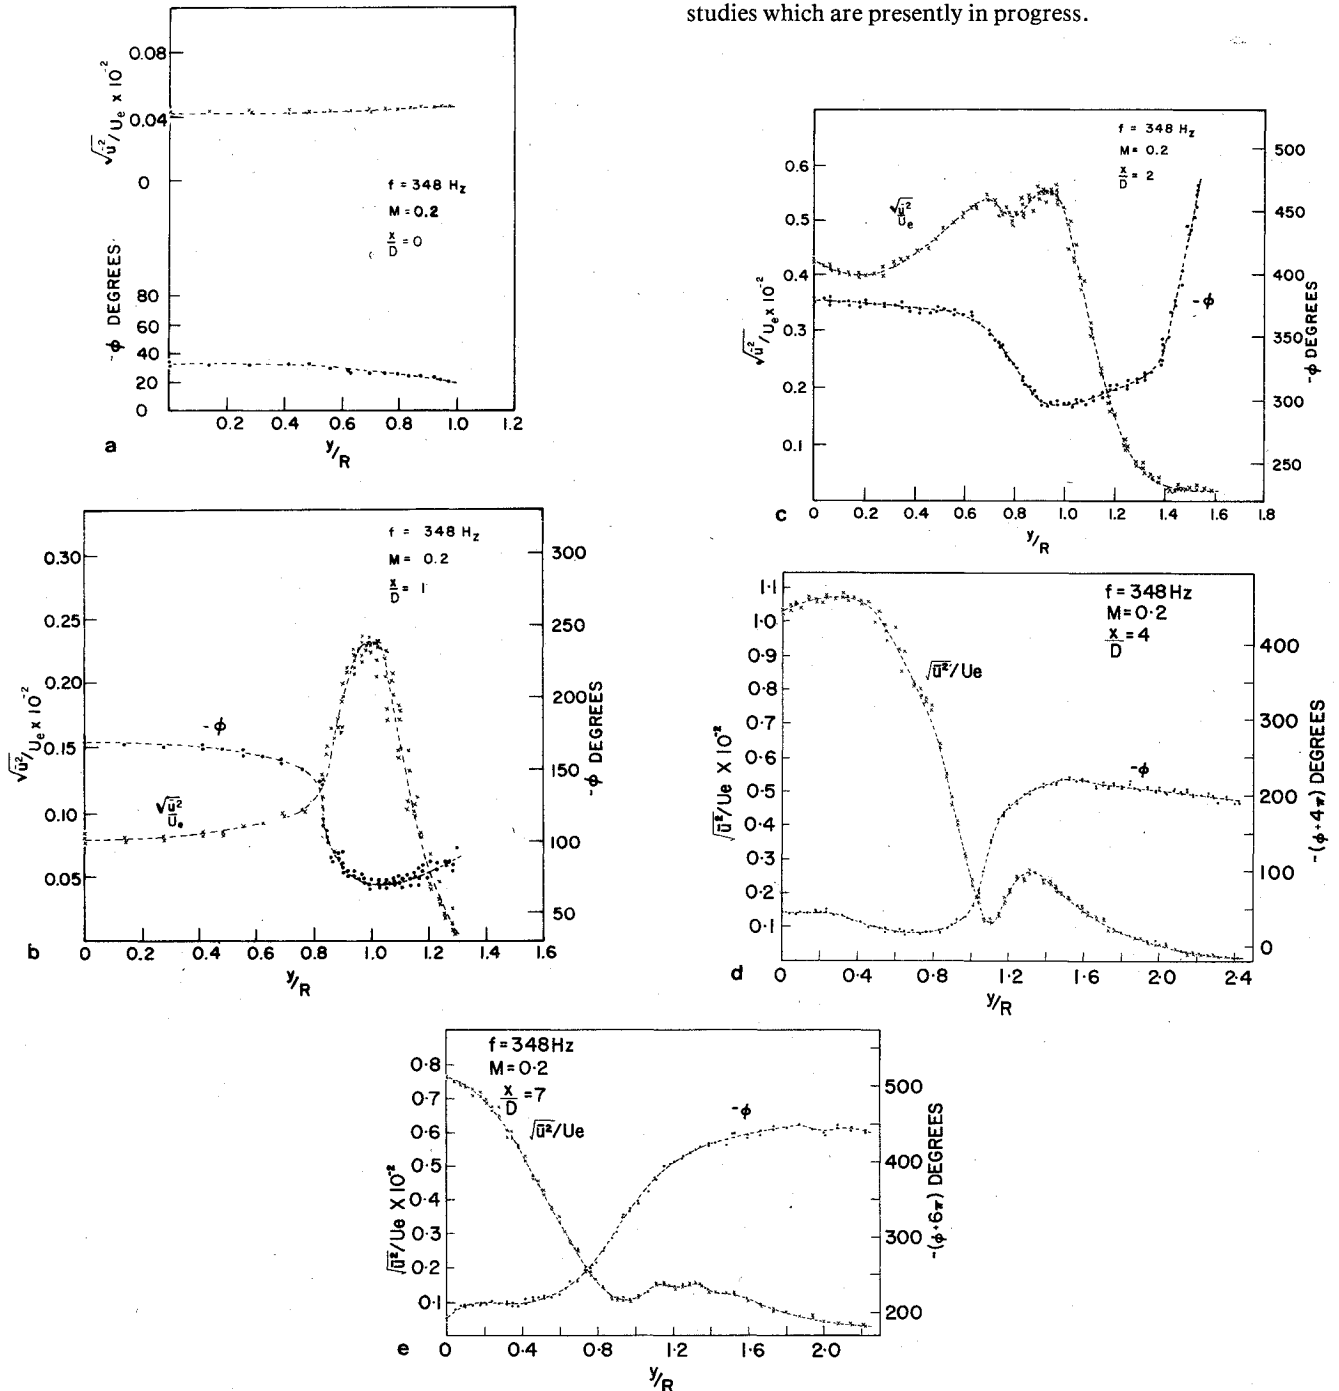 studies which are presently in progress.
0.08
0.04
0
√u̅²/Ue x 10⁻²
f = 348 Hz
M = 0.2
x/D = 0
-ϕ DEGREES
80
60
40
20
0
0.2 0.4 0.6 0.8 1.0 1.2
y/R
a
f = 348 Hz
M = 0.2
x/D = 2
0.6
0.5
0.4
0.3
0.2
0.1
√u̅²/Ue x 10⁻²
√u̅²/Ue
-ϕ
500
450
400
350
300
250
-ϕ DEGREES
0 0.2 0.4 0.6 0.8 1.0 1.2 1.4 1.6 1.8
y/R
c
f = 348 Hz
M = 0.2
x/D = 1
0.30
0.25
0.20
0.15
0.10
0.05
√u̅²/Ue x 10⁻²
-ϕ
√u̅²/Ue
300
250
200
150
100
50
-ϕ DEGREES
0 0.2 0.4 0.6 0.8 1.0 1.2 1.4 1.6
y/R
b
f=348Hz
M=0.2
x/D=4
1.1
1.0
0.9
0.8
0.7
0.6
0.5
0.4
0.3
0.2
0.1
√u̅²/Ue X 10⁻²
√u̅²/Ue
-ϕ
400
300
200
100
0
-(ϕ+4π) DEGREES
0 0.4 0.8 1.2 1.6 2.0 2.4
y/R
d
f=348Hz
M=0.2
x/D=7
0.8
0.7
0.6
0.5
0.4
0.3
0.2
0.1
√u̅²/Ue X 10⁻²
√u̅²/Ue
-ϕ
500
400
300
200
-(ϕ+6π) DEGREES
0 0.4 0.8 1.2 1.6 2.0
y/R
e